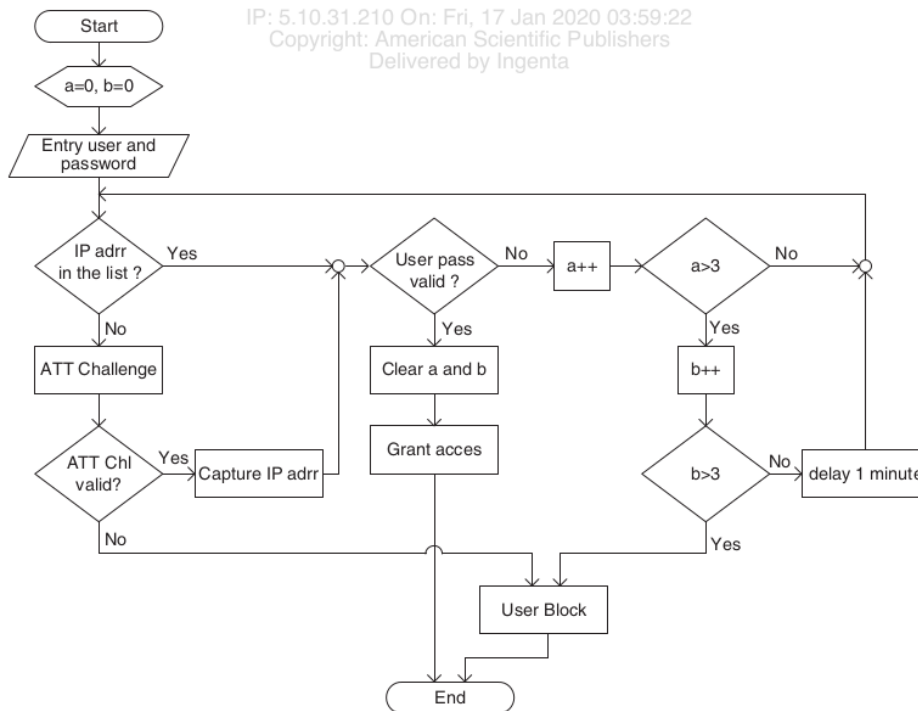 IP: 5.10.31.210 On: Fri, 17 Jan 2020 03:59:22
Copyright: American Scientific Publishers
Delivered by Ingenta
Start
a=0, b=0
Entry user and
password
IP adrr
in the list ?
Yes
No
ATT Challenge
ATT Chl
valid?
Yes
Capture IP adrr
No
User pass
valid ?
No
Yes
Clear a and b
Grant acces
a++
a>3
No
Yes
b++
b>3
No
delay 1 minute
Yes
User Block
End